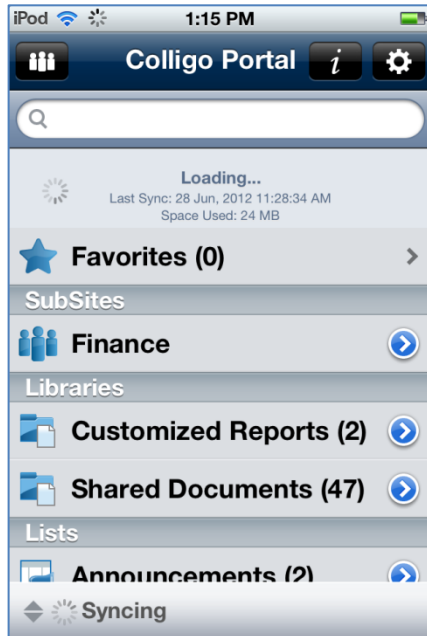 iPod 1:15 PM
Colligo Portal i
Loading...
Last Sync: 28 Jun, 2012 11:28:34 AM
Space Used: 24 MB
Favorites (0)
SubSites
Finance
Libraries
Customized Reports (2)
Shared Documents (47)
Lists
Announcements (2)
Syncing